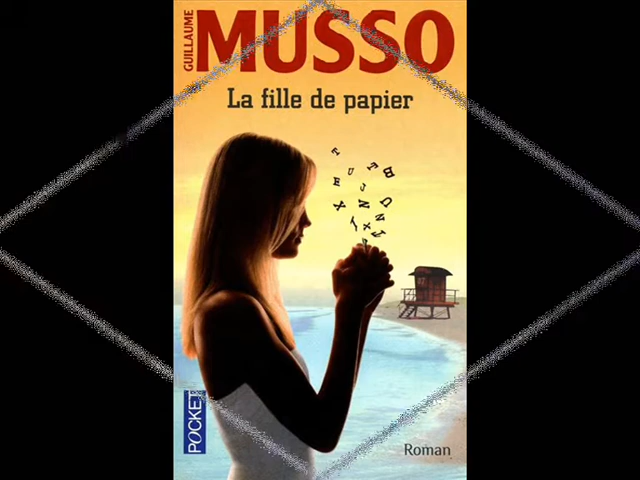 GUILLAUME
MUSSO
La fille de papier
T
U
T
B
E
J
X
Z
D
Y
X
Z
POCKET
Roman